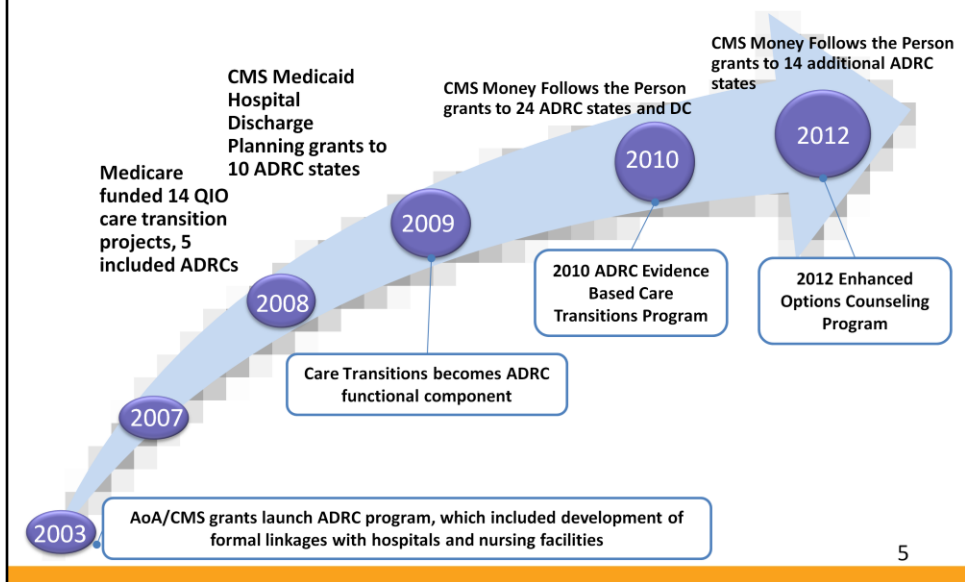 CMS Money Follows the Person
grants to 14 additional ADRC
states
CMS Medicaid
Hospital
Discharge
Planning grants to
10 ADRC states
CMS Money Follows the Person
grants to 24 ADRC states and DC
2012
2010
Medicare
funded 14 QIO
care transition
projects, 5
included ADRCs
2009
2010 ADRC Evidence
Based Care
Transitions Program
2012 Enhanced
Options Counseling
Program
2008
Care Transitions becomes ADRC
functional component
2007
AoA/CMS grants launch ADRC program, which included development of
formal linkages with hospitals and nursing facilities
2003
5